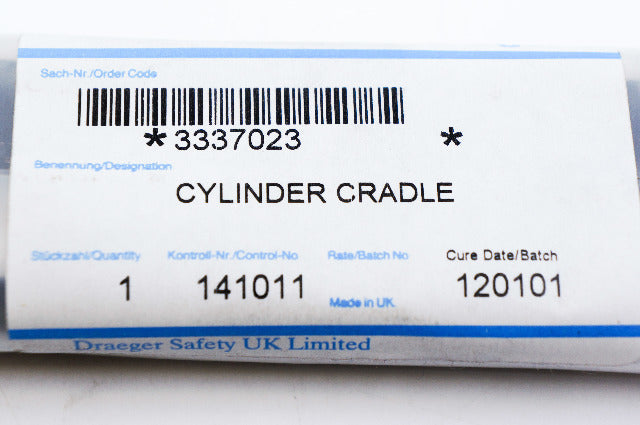 Sach-Nr./Order Code
*3337023 *
Benennung/Designation
CYLINDER CRADLE
Stückzahl/Quantity Kontroll-Nr./Control-No Rate/Batch No Cure Date/Batch
1 141011 120101
Made in UK
Draeger Safety UK Limited